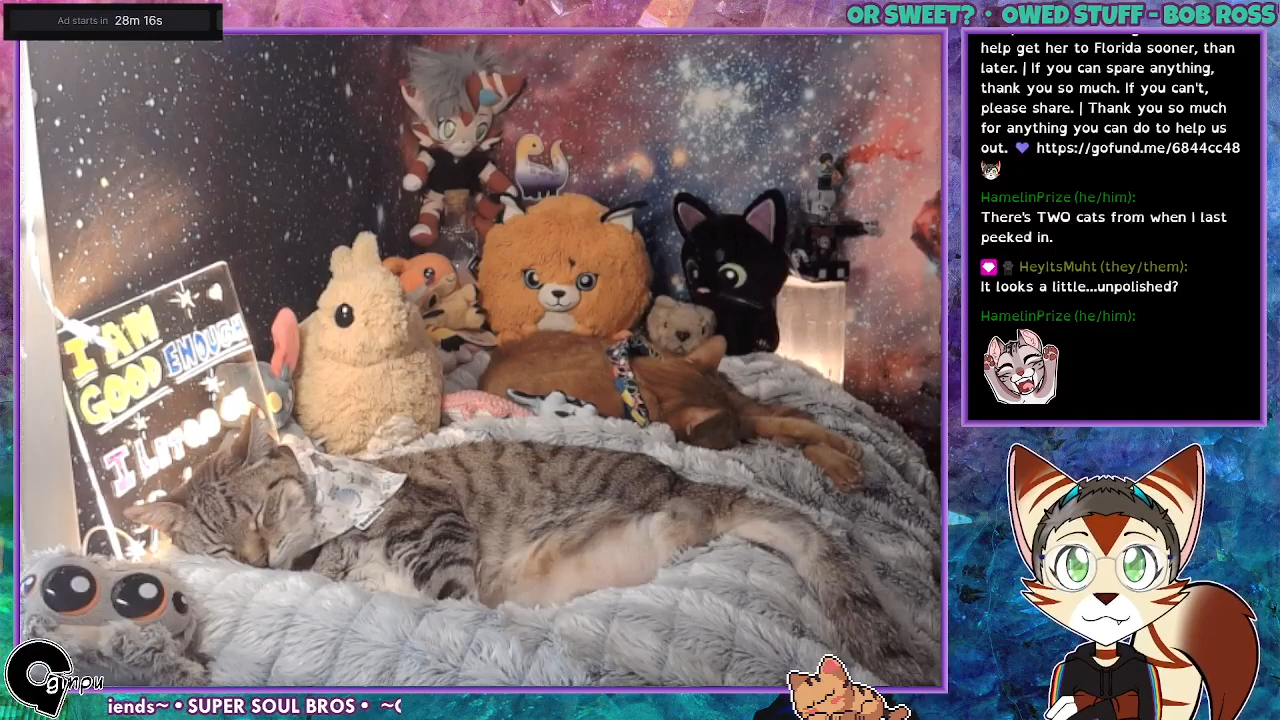 Ad starts in 28m 16s
OR SWEET? • OWED STUFF - BOB ROSS
help get her to Florida sooner, than
later. | If you can spare anything,
thank you so much. If you can't,
please share. | Thank you so much
for anything you can do to help us
out. 💜 https://gofund.me/6844cc48
HamelinPrize (he/him):
There's TWO cats from when I last
peeked in.
HeyItsMuht (they/them):
It looks a little...unpolished?
HamelinPrize (he/him):
I AM
GOOD ENOUGH
I
ginpu
iends~ • SUPER SOUL BROS • ~(